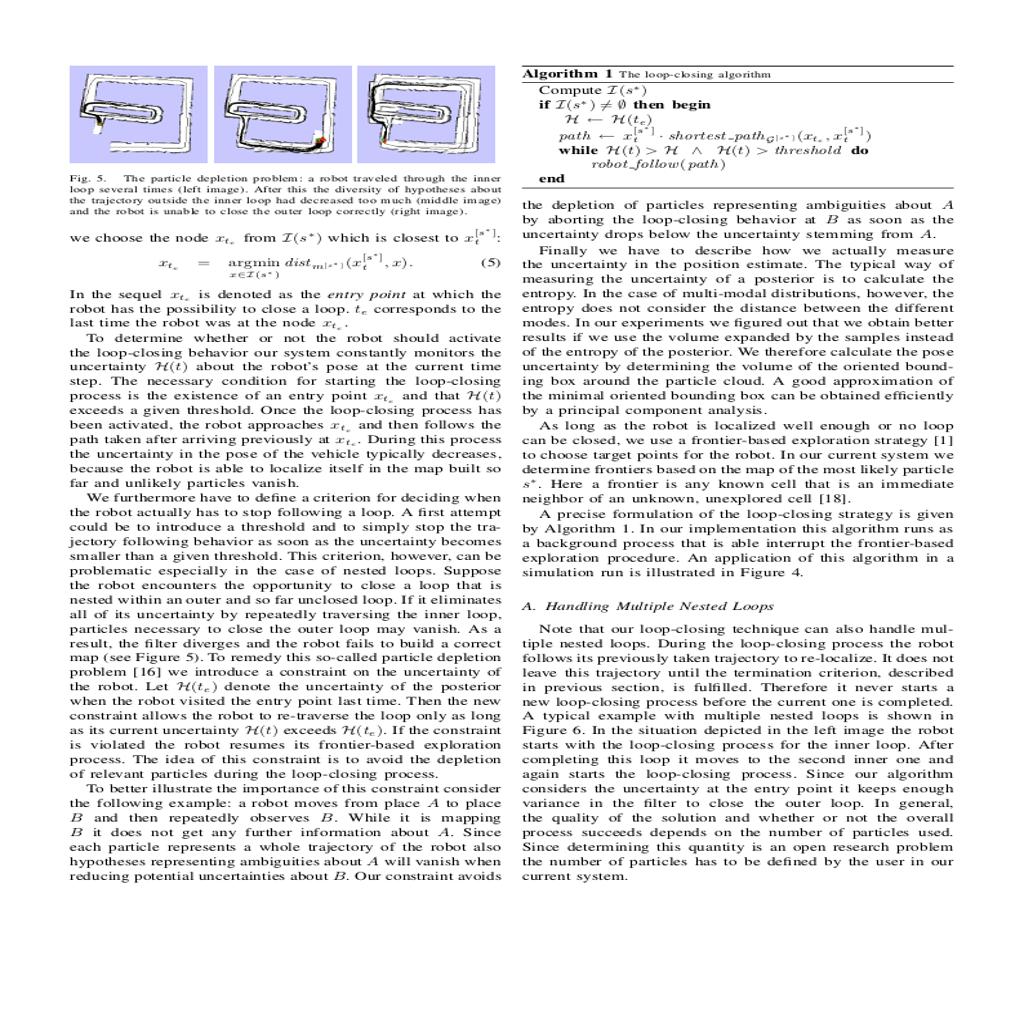 Fig. 5. The particle depletion problem: a robot traveled through the inner
loop several times (left image). After this the diversity of hypotheses about
the trajectory outside the inner loop had decreased too much (middle image)
and the robot is unable to close the outer loop correctly (right image).
we choose the node x_{t_e} from I(s*) which is closest to x_t^{[s*]}:
x_{t_e} = argmin_{x∈I(s*)} dist_{m^{[s*]}}(x_t^{[s*]}, x). (5)
In the sequel x_{t_e} is denoted as the entry point at which the
robot has the possibility to close a loop. t_e corresponds to the
last time the robot was at the node x_{t_e}.
To determine whether or not the robot should activate
the loop-closing behavior our system constantly monitors the
uncertainty H(t) about the robot's pose at the current time
step. The necessary condition for starting the loop-closing
process is the existence of an entry point x_{t_e} and that H(t)
exceeds a given threshold. Once the loop-closing process has
been activated, the robot approaches x_{t_e} and then follows the
path taken after arriving previously at x_{t_e}. During this process
the uncertainty in the pose of the vehicle typically decreases,
because the robot is able to localize itself in the map built so
far and unlikely particles vanish.
We furthermore have to define a criterion for deciding when
the robot actually has to stop following a loop. A first attempt
could be to introduce a threshold and to simply stop the tra-
jectory following behavior as soon as the uncertainty becomes
smaller than a given threshold. This criterion, however, can be
problematic especially in the case of nested loops. Suppose
the robot encounters the opportunity to close a loop that is
nested within an outer and so far unclosed loop. If it eliminates
all of its uncertainty by repeatedly traversing the inner loop,
particles necessary to close the outer loop may vanish. As a
result, the filter diverges and the robot fails to build a correct
map (see Figure 5). To remedy this so-called particle depletion
problem [16] we introduce a constraint on the uncertainty of
the robot. Let H(t_e) denote the uncertainty of the posterior
when the robot visited the entry point last time. Then the new
constraint allows the robot to re-traverse the loop only as long
as its current uncertainty H(t) exceeds H(t_e). If the constraint
is violated the robot resumes its frontier-based exploration
process. The idea of this constraint is to avoid the depletion
of relevant particles during the loop-closing process.
To better illustrate the importance of this constraint consider
the following example: a robot moves from place A to place
B and then repeatedly observes B. While it is mapping
B it does not get any further information about A. Since
each particle represents a whole trajectory of the robot also
hypotheses representing ambiguities about A will vanish when
reducing potential uncertainties about B. Our constraint avoids
Algorithm 1 The loop-closing algorithm
Compute I(s*)
if I(s*) ≠ ∅ then begin
H ← H(t_e)
path ← x_t^{[s*]} · shortest_path_{G^{[s*]}}(x_{t_e}, x_t^{[s*]})
while H(t) > H ∧ H(t) > threshold do
robot_follow(path)
end
the depletion of particles representing ambiguities about A
by aborting the loop-closing behavior at B as soon as the
uncertainty drops below the uncertainty stemming from A.
Finally we have to describe how we actually measure
the uncertainty in the position estimate. The typical way of
measuring the uncertainty of a posterior is to calculate the
entropy. In the case of multi-modal distributions, however, the
entropy does not consider the distance between the different
modes. In our experiments we figured out that we obtain better
results if we use the volume expanded by the samples instead
of the entropy of the posterior. We therefore calculate the pose
uncertainty by determining the volume of the oriented bound-
ing box around the particle cloud. A good approximation of
the minimal oriented bounding box can be obtained efficiently
by a principal component analysis.
As long as the robot is localized well enough or no loop
can be closed, we use a frontier-based exploration strategy [1]
to choose target points for the robot. In our current system we
determine frontiers based on the map of the most likely particle
s*. Here a frontier is any known cell that is an immediate
neighbor of an unknown, unexplored cell [18].
A precise formulation of the loop-closing strategy is given
by Algorithm 1. In our implementation this algorithm runs as
a background process that is able interrupt the frontier-based
exploration procedure. An application of this algorithm in a
simulation run is illustrated in Figure 4.
A. Handling Multiple Nested Loops
Note that our loop-closing technique can also handle mul-
tiple nested loops. During the loop-closing process the robot
follows its previously taken trajectory to re-localize. It does not
leave this trajectory until the termination criterion, described
in previous section, is fulfilled. Therefore it never starts a
new loop-closing process before the current one is completed.
A typical example with multiple nested loops is shown in
Figure 6. In the situation depicted in the left image the robot
starts with the loop-closing process for the inner loop. After
completing this loop it moves to the second inner one and
again starts the loop-closing process. Since our algorithm
considers the uncertainty at the entry point it keeps enough
variance in the filter to close the outer loop. In general,
the quality of the solution and whether or not the overall
process succeeds depends on the number of particles used.
Since determining this quantity is an open research problem
the number of particles has to be defined by the user in our
current system.